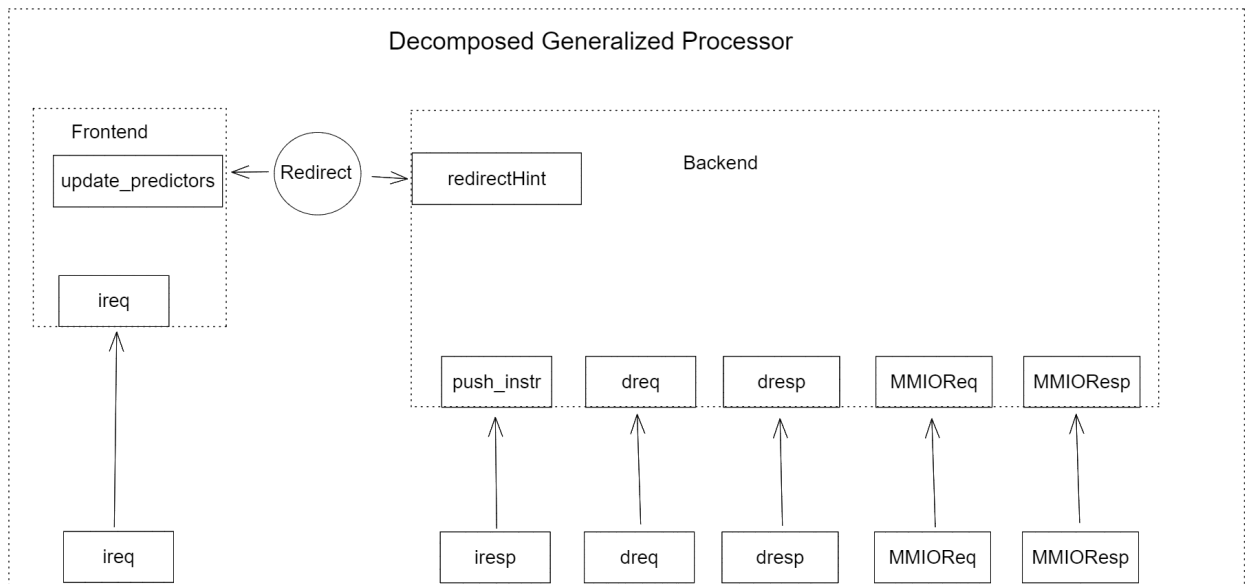 Decomposed Generalized Processor
Frontend
update_predictors
Redirect
redirectHint
Backend
ireq
push_instr
dreq
dresp
MMIOReq
MMIOResp
ireq
iresp
dreq
dresp
MMIOReq
MMIOResp